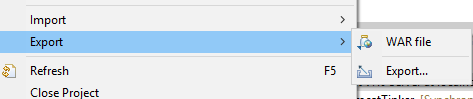 Import
Export
WAR file
Export...
Refresh F5
Close Project